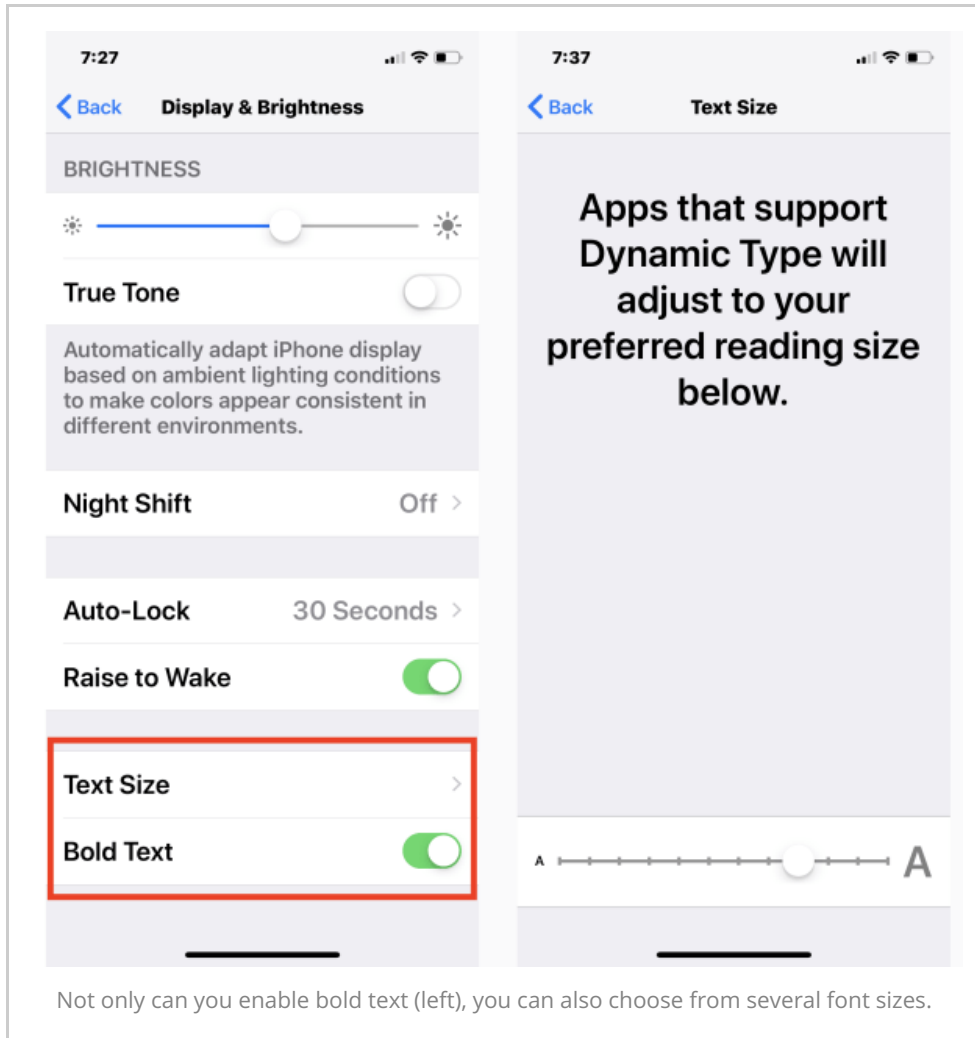 7:27
Back Display & Brightness
BRIGHTNESS
True Tone
Automatically adapt iPhone display
based on ambient lighting conditions
to make colors appear consistent in
different environments.
Night Shift Off
Auto-Lock 30 Seconds
Raise to Wake
Text Size
Bold Text
7:37
Back Text Size
Apps that support
Dynamic Type will
adjust to your
preferred reading size
below.
A A
Not only can you enable bold text (left), you can also choose from several font sizes.